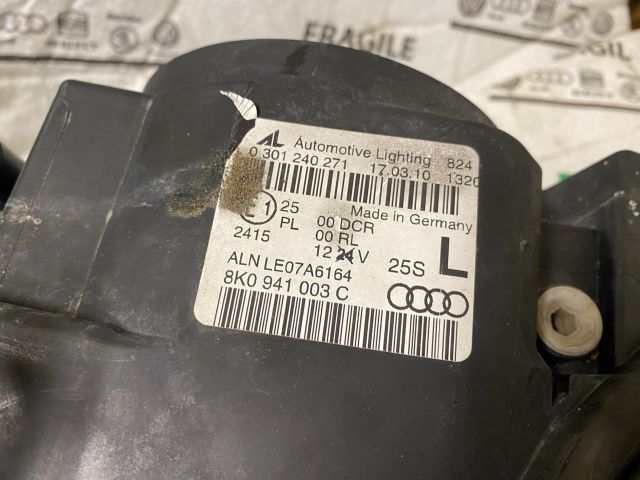 FRAGILE
FRAGIL
AL Automotive Lighting 824
0 301 240 271 17.03.10 1320
E1 25 00 DCR Made in Germany
PL 00 RL
2415 12 24 V 25S L
ALN LE07A6164
8K0 941 003 C